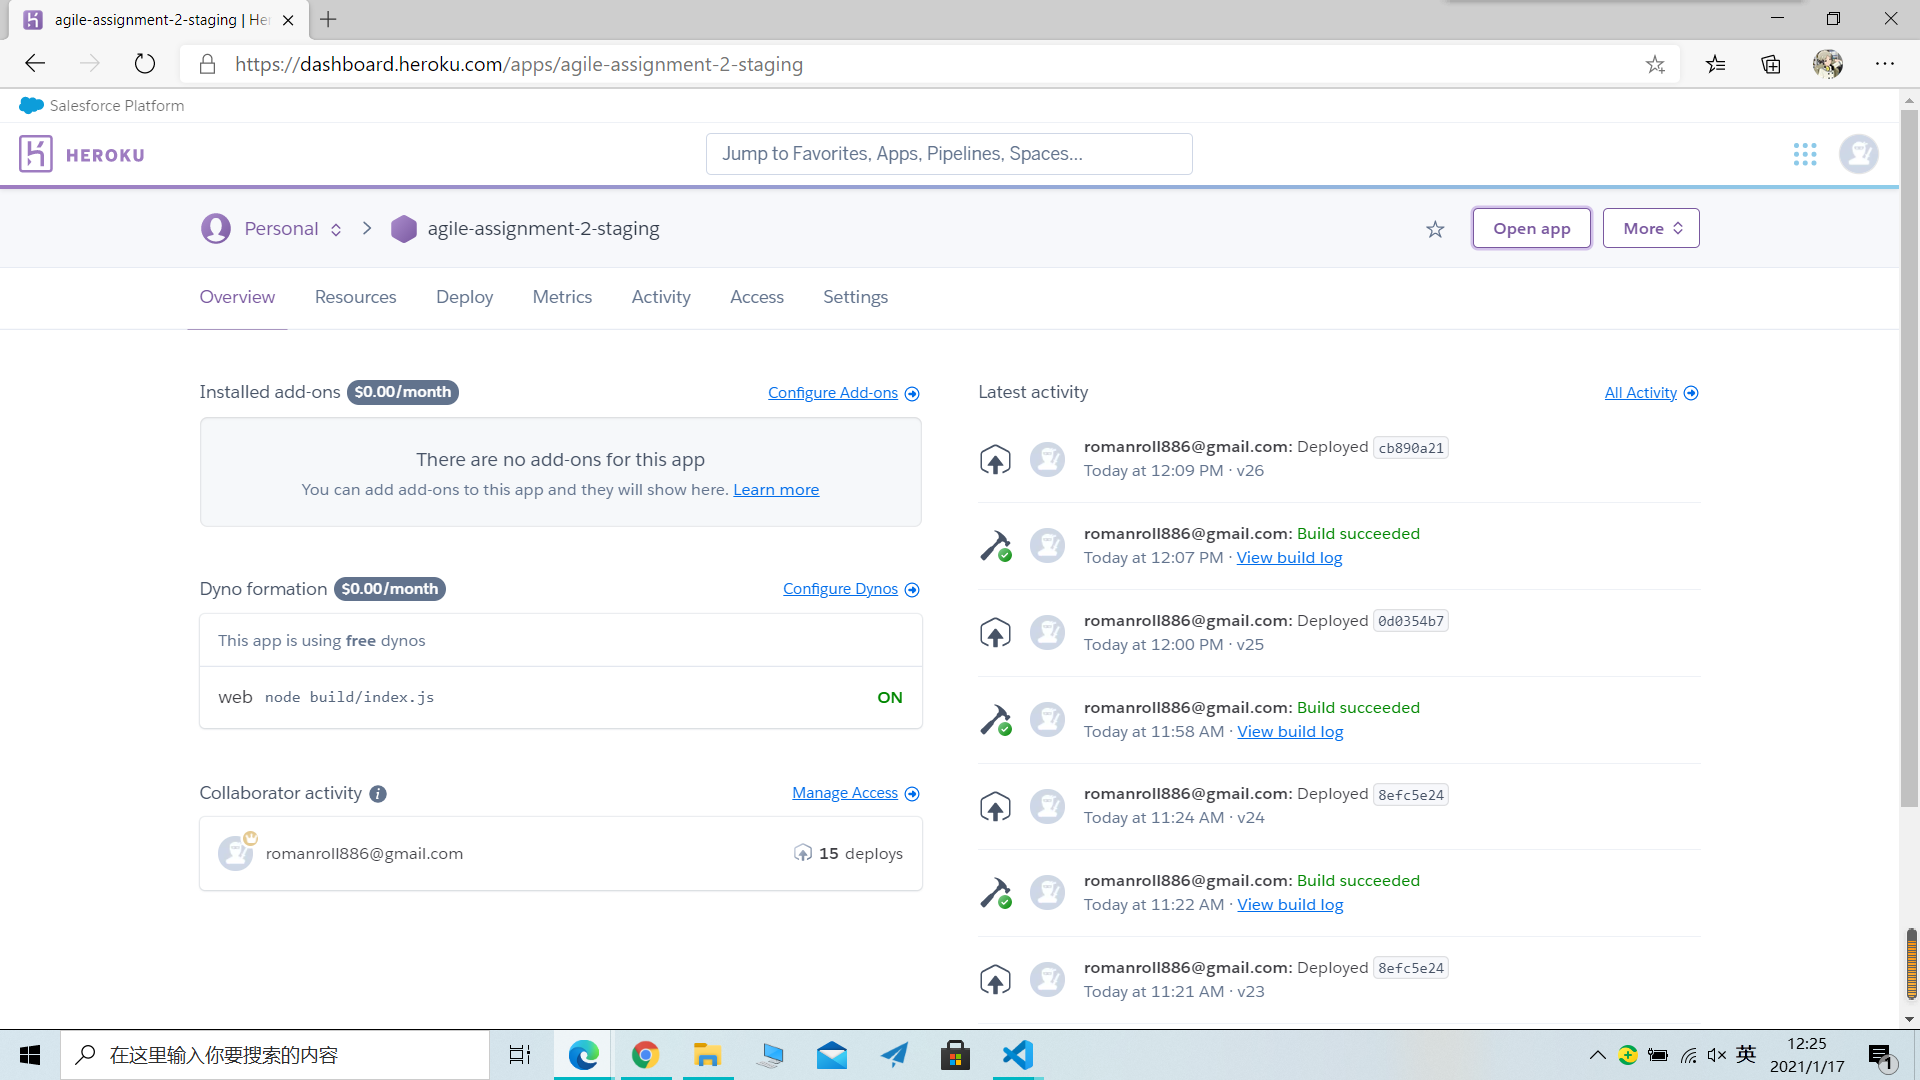 agile-assignment-2-staging | He
https://dashboard.heroku.com/apps/agile-assignment-2-staging
Salesforce Platform
HEROKU
Jump to Favorites, Apps, Pipelines, Spaces...
Personal
agile-assignment-2-staging
Open app
More
Overview
Resources
Deploy
Metrics
Activity
Access
Settings
Installed add-ons $0.00/month
Configure Add-ons
There are no add-ons for this app
You can add add-ons to this app and they will show here. Learn more
Dyno formation $0.00/month
Configure Dynos
This app is using free dynos
web node build/index.js ON
Collaborator activity
Manage Access
romanroll886@gmail.com
15 deploys
Latest activity
All Activity
romanroll886@gmail.com: Deployed cb890a21
Today at 12:09 PM · v26
romanroll886@gmail.com: Build succeeded
Today at 12:07 PM · View build log
romanroll886@gmail.com: Deployed 0d0354b7
Today at 12:00 PM · v25
romanroll886@gmail.com: Build succeeded
Today at 11:58 AM · View build log
romanroll886@gmail.com: Deployed 8efc5e24
Today at 11:24 AM · v24
romanroll886@gmail.com: Build succeeded
Today at 11:22 AM · View build log
romanroll886@gmail.com: Deployed 8efc5e24
Today at 11:21 AM · v23
在这里输入你要搜索的内容
英
12:25
2021/1/17
1